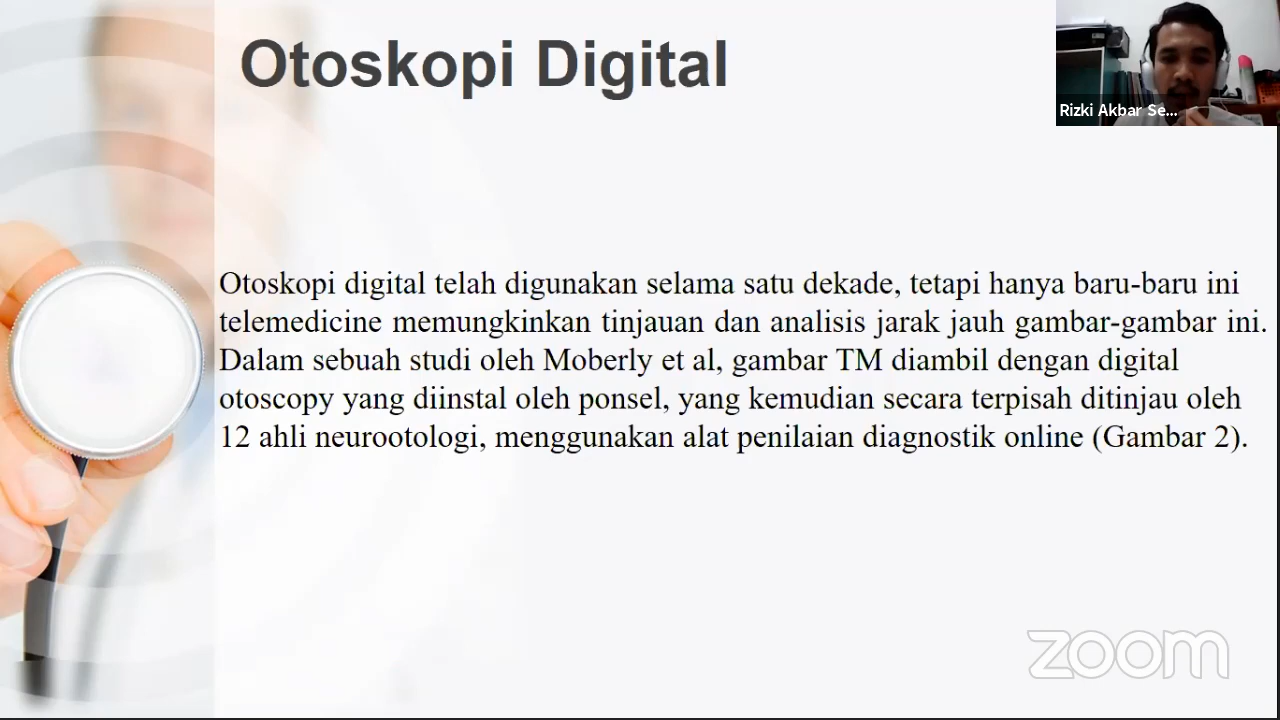 Otoskopi Digital
Rizki Akbar Se...
Otoskopi digital telah digunakan selama satu dekade, tetapi hanya baru-baru ini
telemedicine memungkinkan tinjauan dan analisis jarak jauh gambar-gambar ini.
Dalam sebuah studi oleh Moberly et al, gambar TM diambil dengan digital
otoscopy yang diinstal oleh ponsel, yang kemudian secara terpisah ditinjau oleh
12 ahli neurootologi, menggunakan alat penilaian diagnostik online (Gambar 2).
zoom